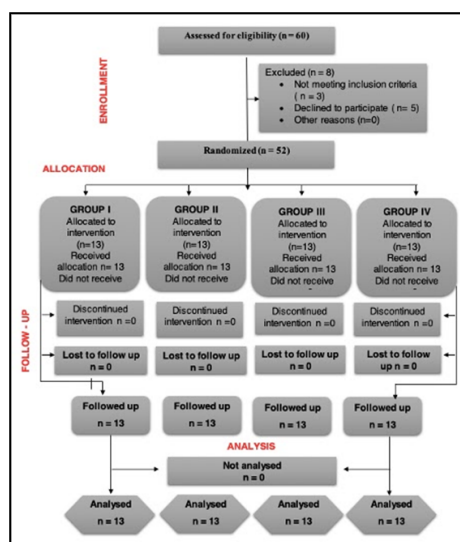 Assessed for eligibility (n = 60)
ENROLLMENT
Excluded (n = 8)
• Not meeting inclusion criteria
( n = 3)
• Declined to participate ( n= 5)
• Other reasons (n=0)
Randomized (n = 52)
ALLOCATION
GROUP I
Allocated to
intervention
(n=13)
Received
allocation n= 13
Did not receive
GROUP II
Allocated to
intervention
(n=13)
Received
allocation n= 13
Did not receive
GROUP III
Allocated to
intervention
(n=13)
Received
allocation n= 13
Did not receive
GROUP IV
Allocated to
intervention
(n=13)
Received
allocation n= 13
Did not receive
FOLLOW - UP
Discontinued
intervention n =0
Discontinued
intervention n =0
Discontinued
intervention n =0
Discontinued
intervention n =0
Lost to follow up
n = 0
Lost to follow up
n = 0
Lost to follow up
n = 0
Lost to follow
up n = 0
Followed up
n = 13
Followed up
n = 13
Followed up
n = 13
Followed up
n = 13
ANALYSIS
Not analysed
n = 0
Analysed
n = 13
Analysed
n = 13
Analysed
n = 13
Analysed
n = 13